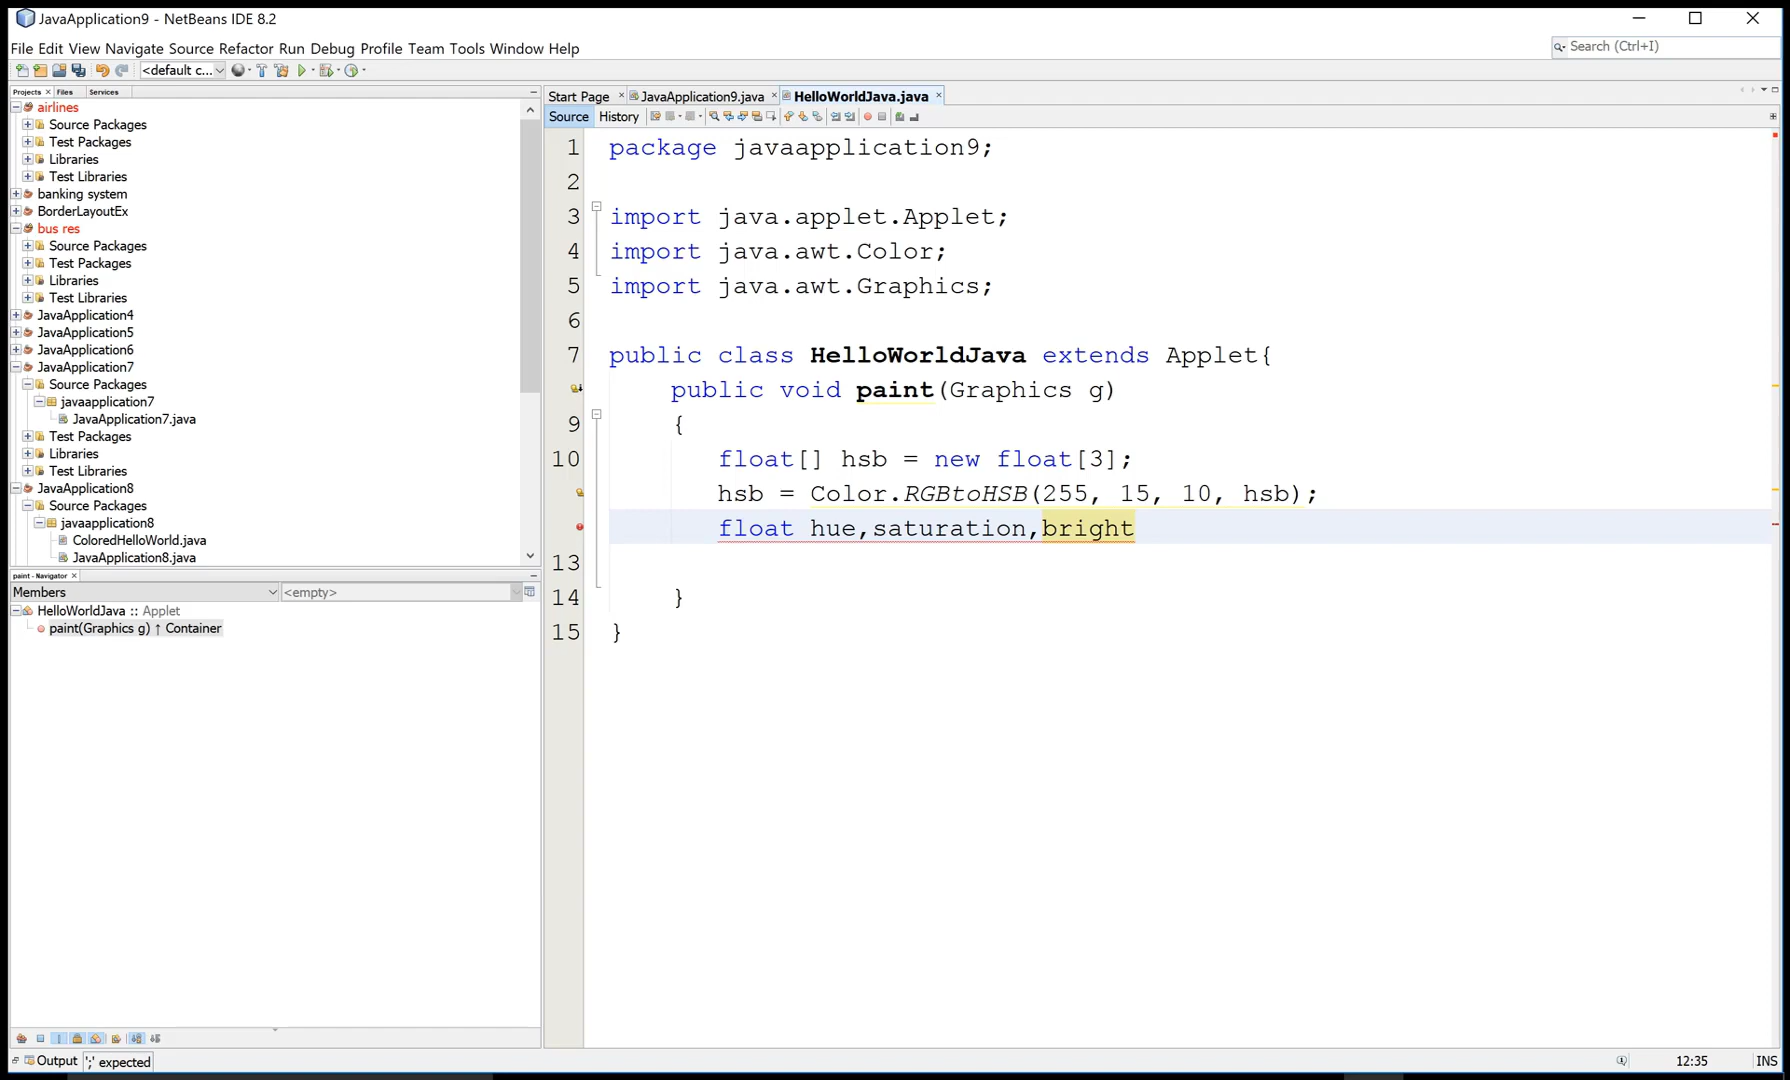 JavaApplication9 - NetBeans IDE 8.2
File Edit View Navigate Source Refactor Run Debug Profile Team Tools Window Help
Search (Ctrl+I)
<default c...
Projects Files Services
airlines
Source Packages
Test Packages
Libraries
Test Libraries
banking system
BorderLayoutEx
bus res
Source Packages
Test Packages
Libraries
Test Libraries
JavaApplication4
JavaApplication5
JavaApplication6
JavaApplication7
Source Packages
javaapplication7
JavaApplication7.java
Test Packages
Libraries
Test Libraries
JavaApplication8
Source Packages
javaapplication8
ColoredHelloWorld.java
JavaApplication8.java
paint - Navigator
Members <empty>
HelloWorldJava :: Applet
paint(Graphics g) ↑ Container
Start Page JavaApplication9.java HelloWorldJava.java
Source History
1 package javaapplication9;
2
3 import java.applet.Applet;
4 import java.awt.Color;
5 import java.awt.Graphics;
6
7 public class HelloWorldJava extends Applet{
public void paint(Graphics g)
9 {
10 float[] hsb = new float[3];
hsb = Color.RGBtoHSB(255, 15, 10, hsb);
float hue,saturation,bright
13
14 }
15 }
Output ';' expected
12:35 INS